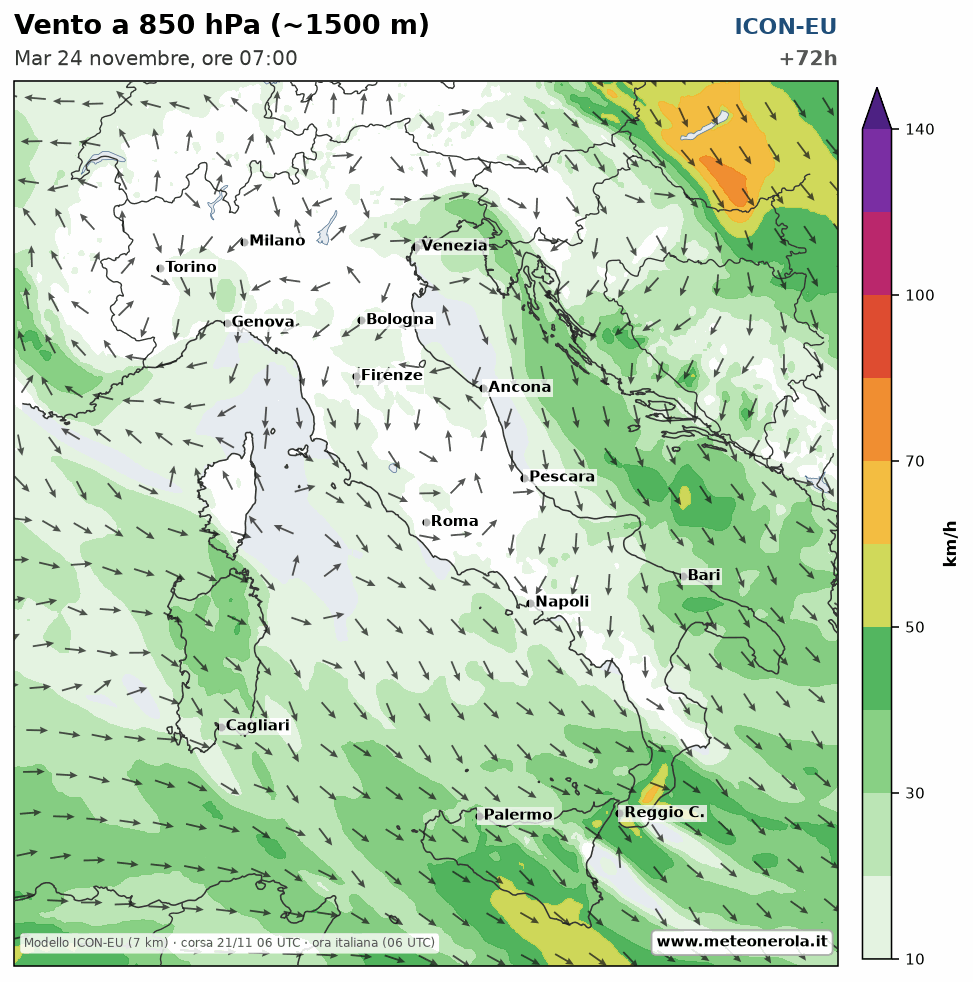 Vento a 850 hPa (~1500 m)
ICON-EU
Mar 24 novembre, ore 07:00
+72h
140
100
70
50
30
10
km/h
Milano
Venezia
Torino
Genova
Bologna
Firenze
Ancona
Pescara
Roma
Bari
Napoli
Cagliari
Palermo
Reggio C.
Modello ICON-EU (7 km) · corsa 21/11 06 UTC · ora italiana (06 UTC)
www.meteonerola.it